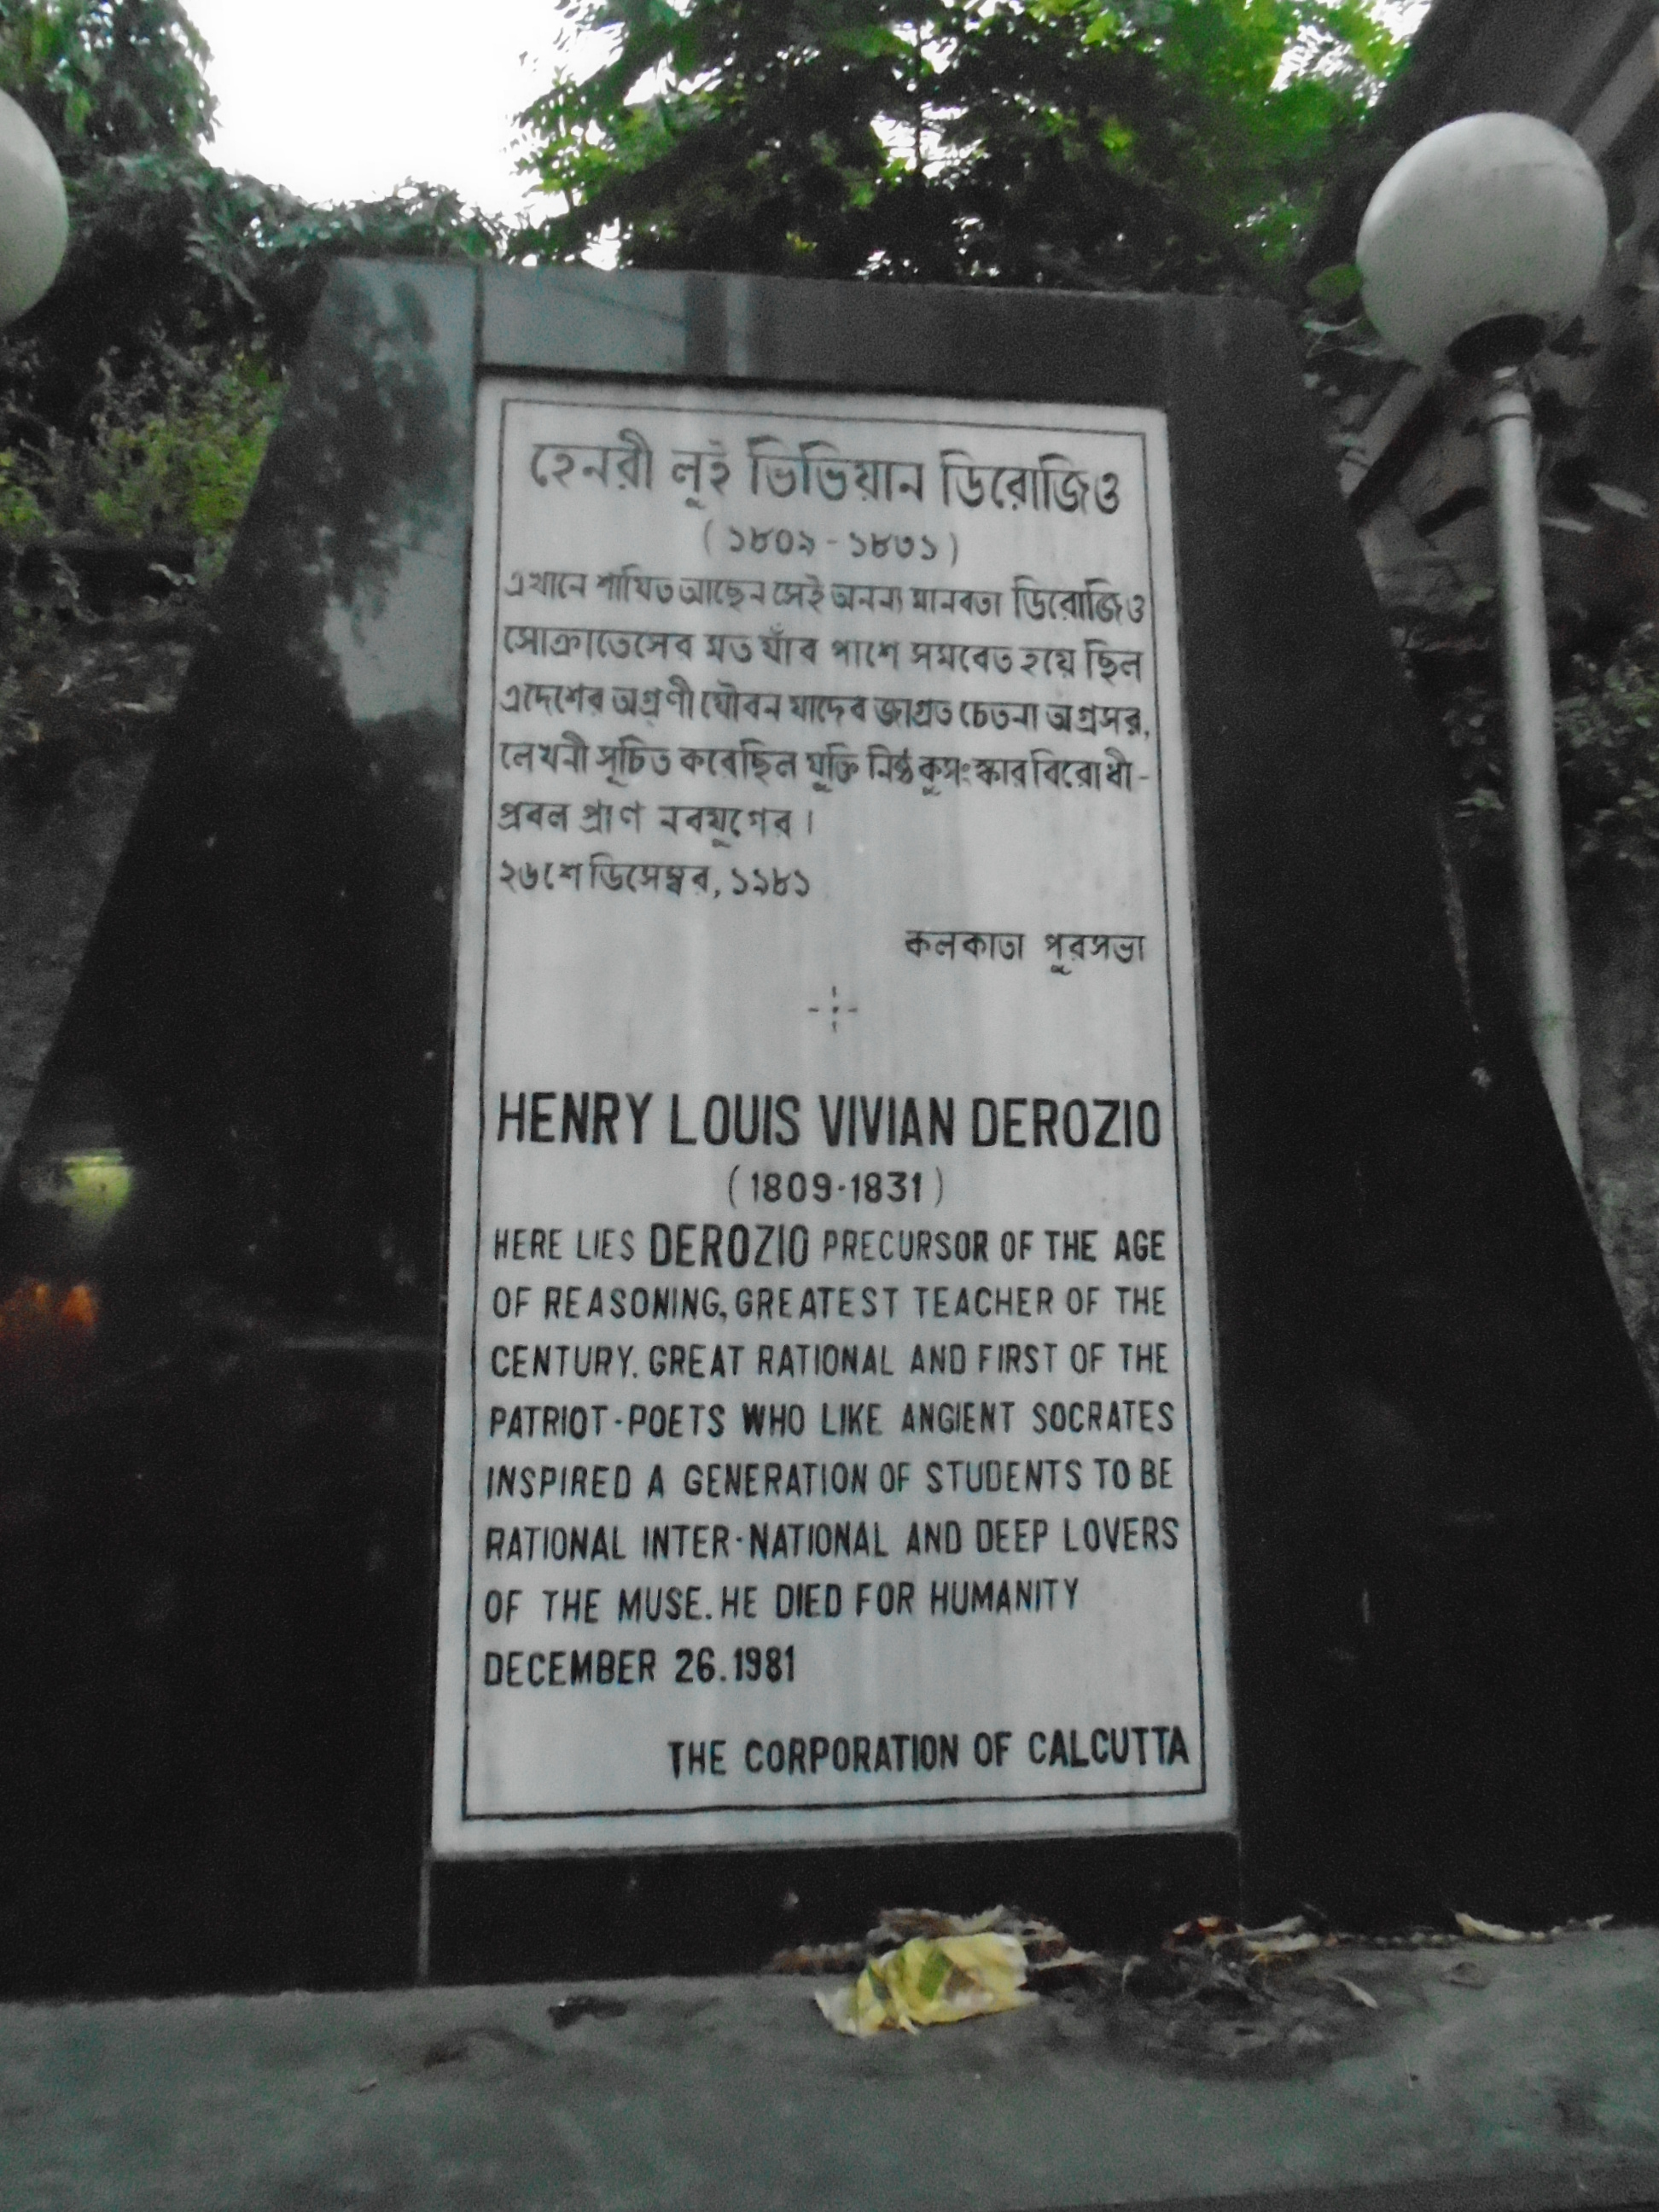 হেনরী লুই ভিভিয়ান ডিরোজিও
(১৮০৯-১৮৩১)
এখানে শায়িত আছেন সেই অনন্য মানবতা ডিরোজিও
সোক্রাতেসের মত যাঁর পাশে সমবেত হয়ে ছিল
এদেশের অগ্রণী যৌবন যাদের জাগ্রত চেতনা অগ্রসর,
লেখনী সূচিত করেছিল যুক্তি নিষ্ঠ কুসংস্কার বিরোধী-
প্রবল প্রাণ নবযুগের।
২৬শে ডিসেম্বর, ১৯৮১
কলকাতা পুরসভা
HENRY LOUIS VIVIAN DEROZIO
(1809-1831)
HERE LIES DEROZIO PRECURSOR OF THE AGE
OF REASONING, GREATEST TEACHER OF THE
CENTURY. GREAT RATIONAL AND FIRST OF THE
PATRIOT-POETS WHO LIKE ANGIENT SOCRATES
INSPIRED A GENERATION OF STUDENTS TO BE
RATIONAL INTER-NATIONAL AND DEEP LOVERS
OF THE MUSE. HE DIED FOR HUMANITY
DECEMBER 26.1981
THE CORPORATION OF CALCUTTA